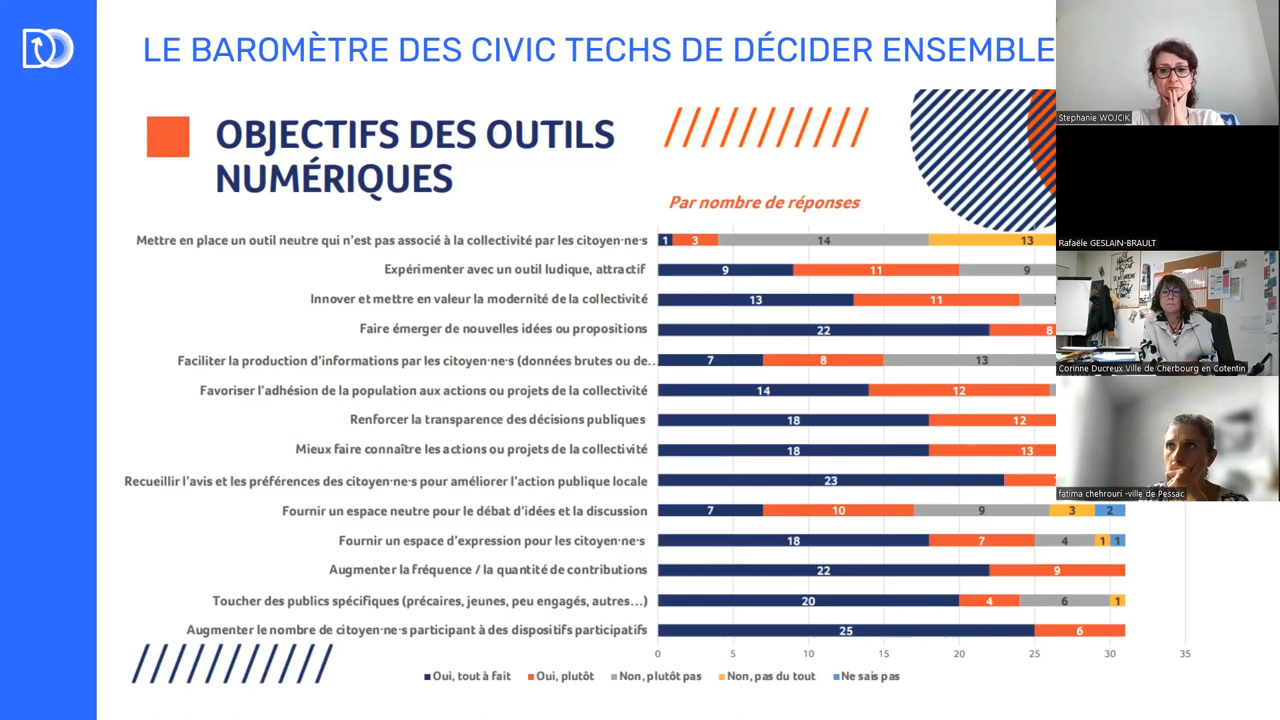 LE BAROMÈTRE DES CIVIC TECHS DE DÉCIDER ENSEMBLE
OBJECTIFS DES OUTILS
NUMÉRIQUES
Par nombre de réponses
Mettre en place un outil neutre qui n'est pas associé à la collectivité par les citoyen·ne·s 1 3 14 13
Expérimenter avec un outil ludique, attractif 9 11 9
Innover et mettre en valeur la modernité de la collectivité 13 11
Faire émerger de nouvelles idées ou propositions 22 8
Faciliter la production d'informations par les citoyen·ne·s (données brutes ou de… 7 8 13
Favoriser l'adhésion de la population aux actions ou projets de la collectivité 14 12
Renforcer la transparence des décisions publiques 18 12
Mieux faire connaître les actions ou projets de la collectivité 18 13
Recueillir l'avis et les préférences des citoyen·ne·s pour améliorer l'action publique locale 23
Fournir un espace neutre pour le débat d'idées et la discussion 7 10 9 3 2
Fournir un espace d'expression pour les citoyen·ne·s 18 7 4 1 1
Augmenter la fréquence / la quantité de contributions 22 9
Toucher des publics spécifiques (précaires, jeunes, peu engagés, autres…) 20 4 6 1
Augmenter le nombre de citoyen·ne·s participant à des dispositifs participatifs 25 6
0 5 10 15 20 25 30 35
Oui, tout à fait Oui, plutôt Non, plutôt pas Non, pas du tout Ne sais pas
Stephanie WOJCIK
Rafaële GESLAIN-BRAULT
Corinne Ducreux Ville de Cherbourg en Cotentin
fatima chehrouri -ville de Pessac